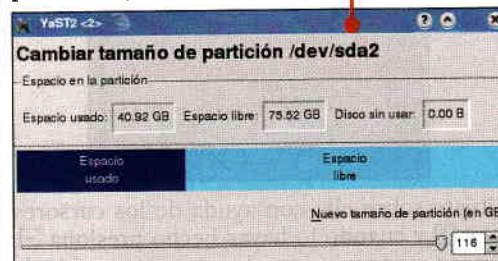 YaST2 <2>
Cambiar tamaño de partición /dev/sda2
Espacio en la partición
Espacio usado: 40.92 GB Espacio libre: 75.52 GB Disco sin usar: 0.00 B
Espacio usado
Espacio libre
Nuevo tamaño de partición (en GB
116